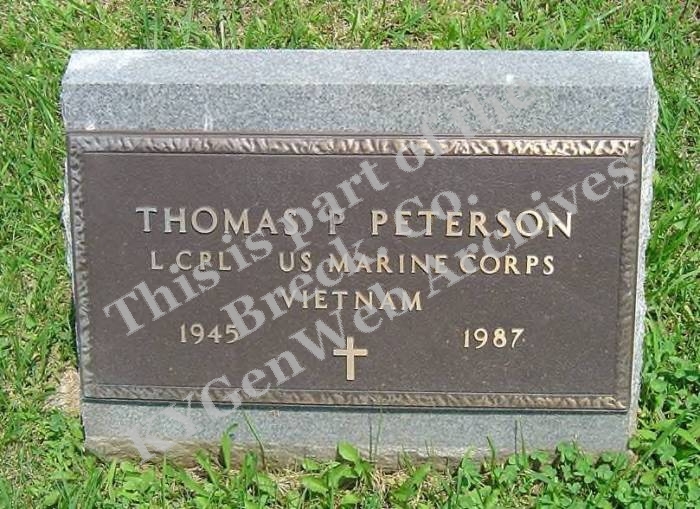 THOMAS P PETERSON
L CPL US MARINE CORPS
VIETNAM
1945 1987
This is part of the
Breck. Co.
KYGenWeb Archives